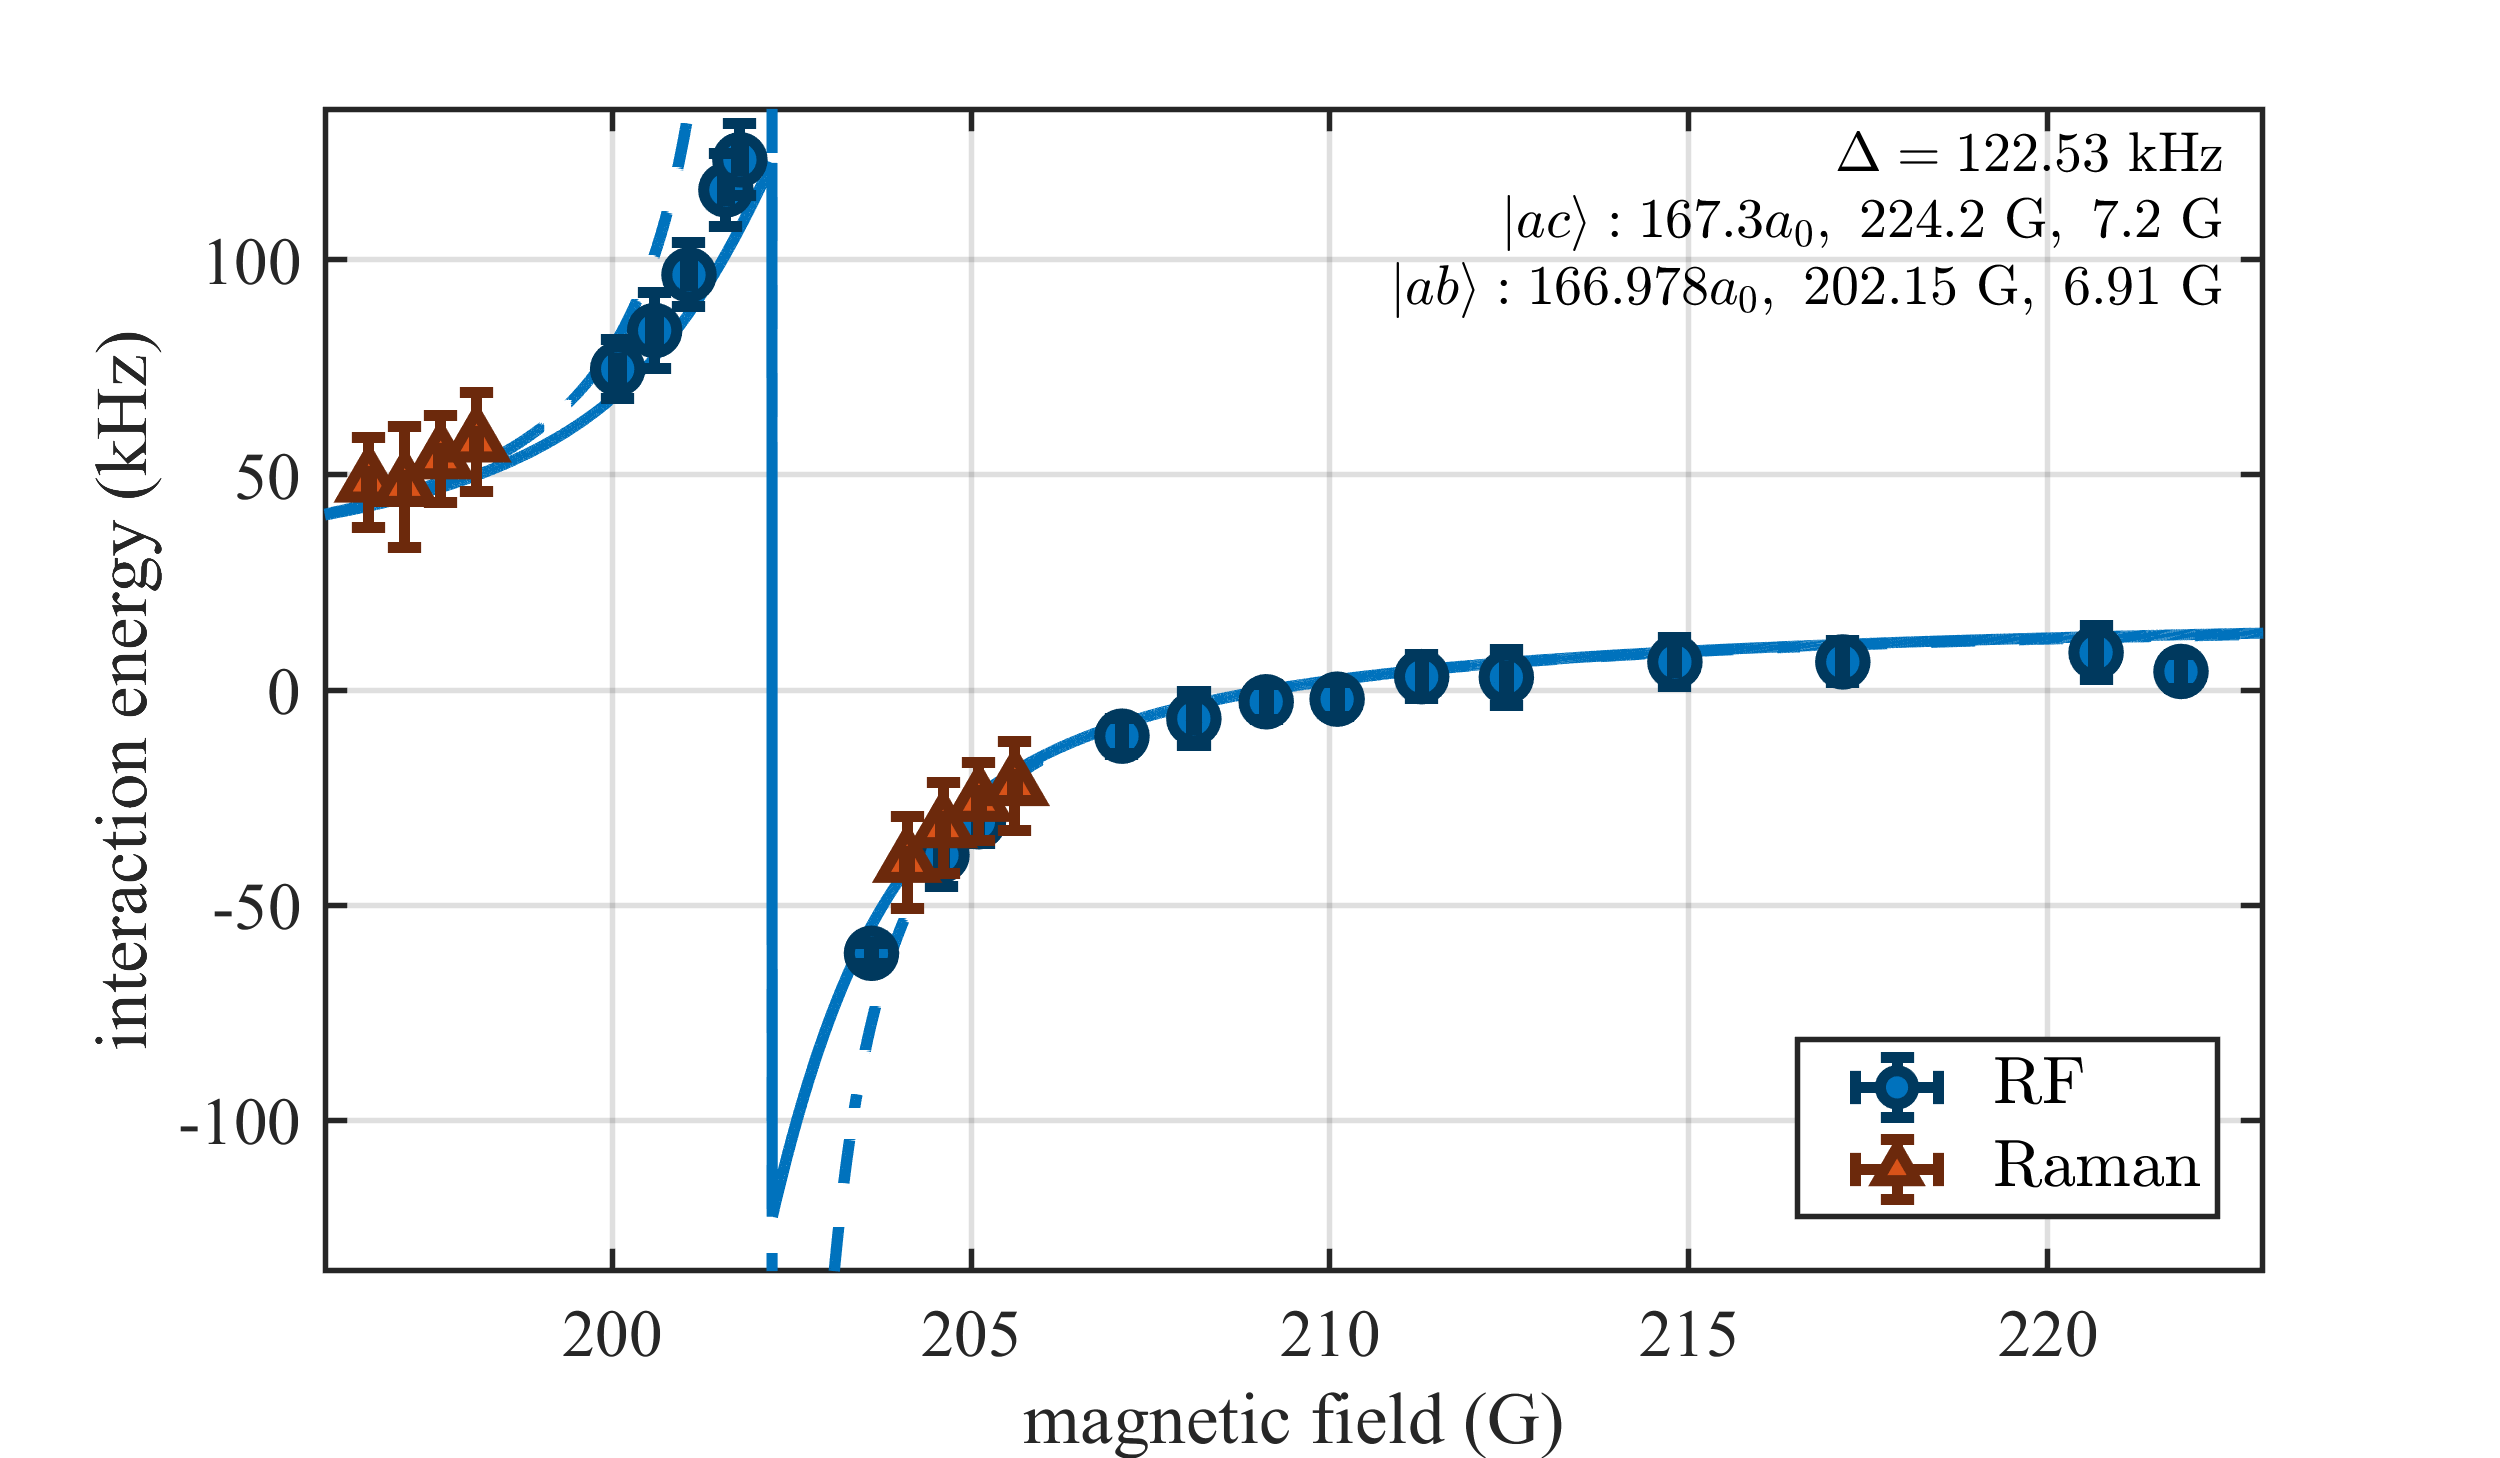 Δ = 122.53 kHz
|ac⟩ : 167.3a₀, 224.2 G, 7.2 G
|ab⟩ : 166.978a₀, 202.15 G, 6.91 G
100
50
0
-50
-100
interaction energy (kHz)
RF
Raman
200 205 210 215 220
magnetic field (G)